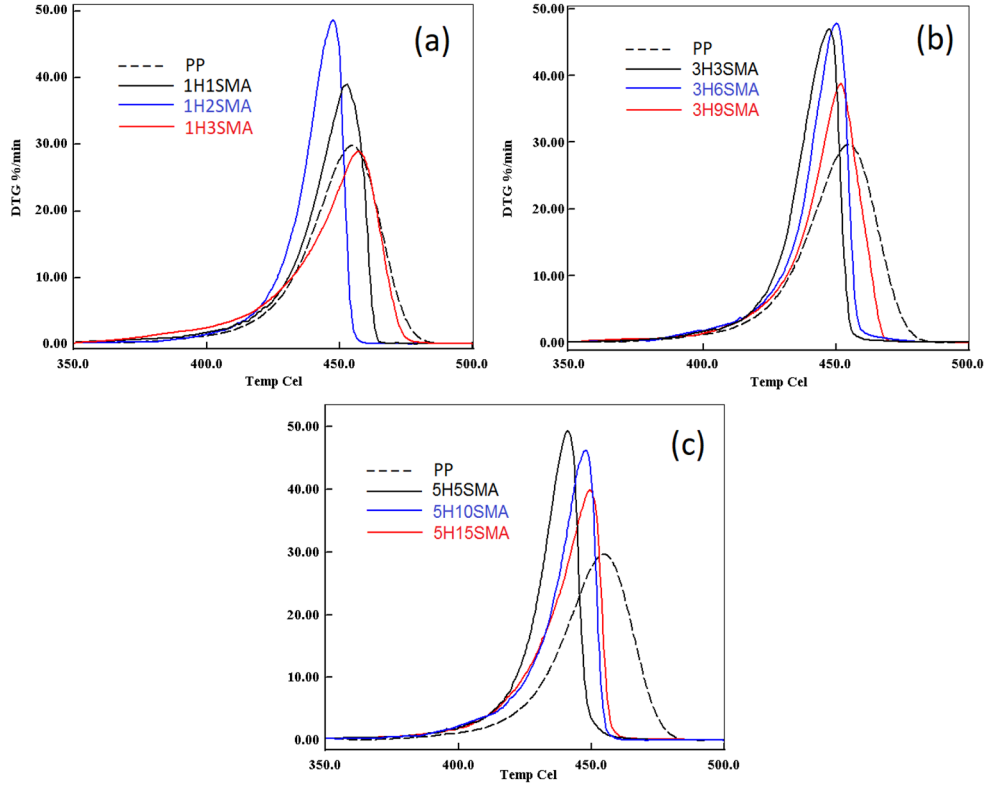 50.00
(a)
PP
1H1SMA
40.00
1H2SMA
1H3SMA
30.00
DTG %/min
20.00
10.00
0.00
350.0
400.0
450.0
500.0
Temp Cel
50.00
(b)
PP
3H3SMA
40.00
3H6SMA
3H9SMA
30.00
DTG %/min
20.00
10.00
0.00
350.0
400.0
450.0
500.0
Temp Cel
50.00
(c)
PP
5H5SMA
40.00
5H10SMA
5H15SMA
30.00
DTG %/min
20.00
10.00
0.00
350.0
400.0
450.0
500.0
Temp Cel